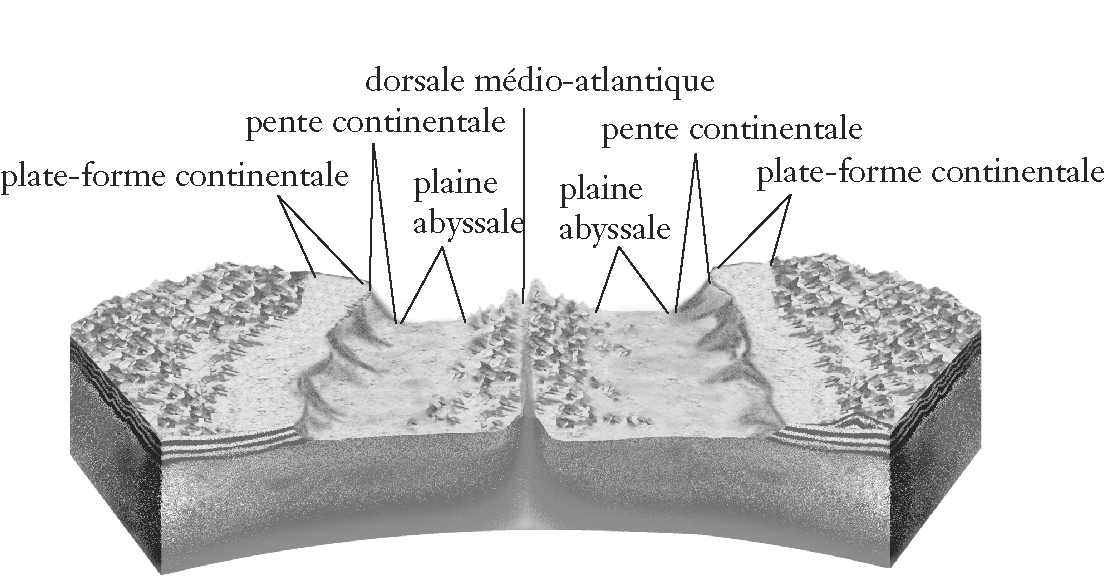 dorsale médio-atlantique
pente continentale
pente continentale
plate-forme continentale
plaine
abyssale
plaine
abyssale
plate-forme continentale